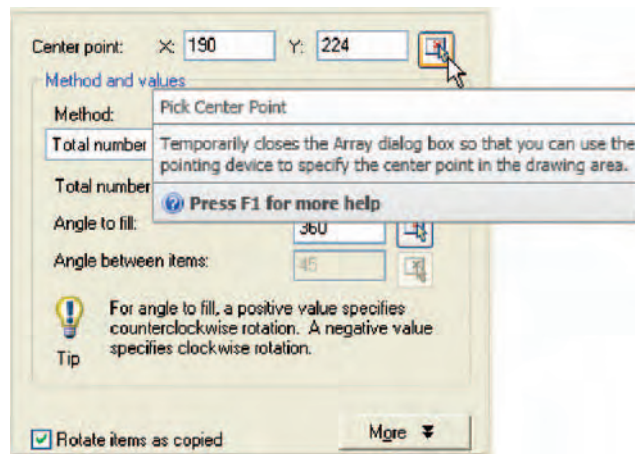 Center point: X: 190 Y: 224
Method and values
Method:
Pick Center Point
Total number
Temporarily closes the Array dialog box so that you can use the
pointing device to specify the center point in the drawing area.
Total number
Press F1 for more help
Angle to fill: 360
Angle between items: 45
For angle to fill, a positive value specifies
counterclockwise rotation. A negative value
specifies clockwise rotation.
Tip
Rotate items as copied More